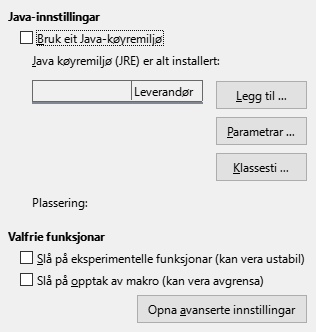 Java-innstillingar
Bruk eit Java-køyremiljø
Java køyremiljø (JRE) er alt installert:
Leverandør
Legg til ...
Parametrar ...
Klassesti ...
Plassering:
Valfrie funksjonar
Slå på eksperimentelle funksjonar (kan vera ustabil)
Slå på opptak av makro (kan vera avgrensa)
Opna avanserte innstillingar